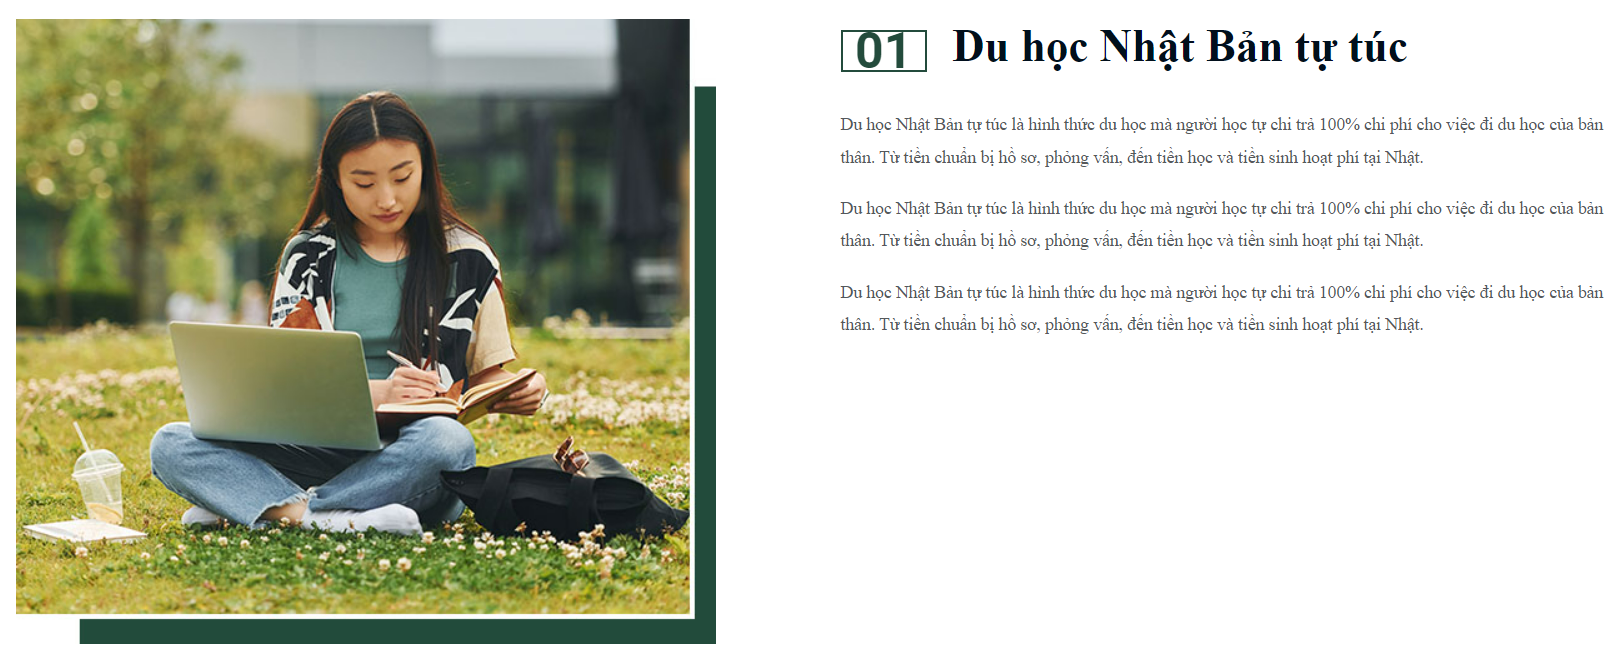 01 Du học Nhật Bản tự túc
Du học Nhật Bản tự túc là hình thức du học mà người học tự chi trả 100% chi phí cho việc đi du học của bản
thân. Từ tiền chuẩn bị hồ sơ, phỏng vấn, đến tiền học và tiền sinh hoạt phí tại Nhật.
Du học Nhật Bản tự túc là hình thức du học mà người học tự chi trả 100% chi phí cho việc đi du học của bản
thân. Từ tiền chuẩn bị hồ sơ, phỏng vấn, đến tiền học và tiền sinh hoạt phí tại Nhật.
Du học Nhật Bản tự túc là hình thức du học mà người học tự chi trả 100% chi phí cho việc đi du học của bản
thân. Từ tiền chuẩn bị hồ sơ, phỏng vấn, đến tiền học và tiền sinh hoạt phí tại Nhật.